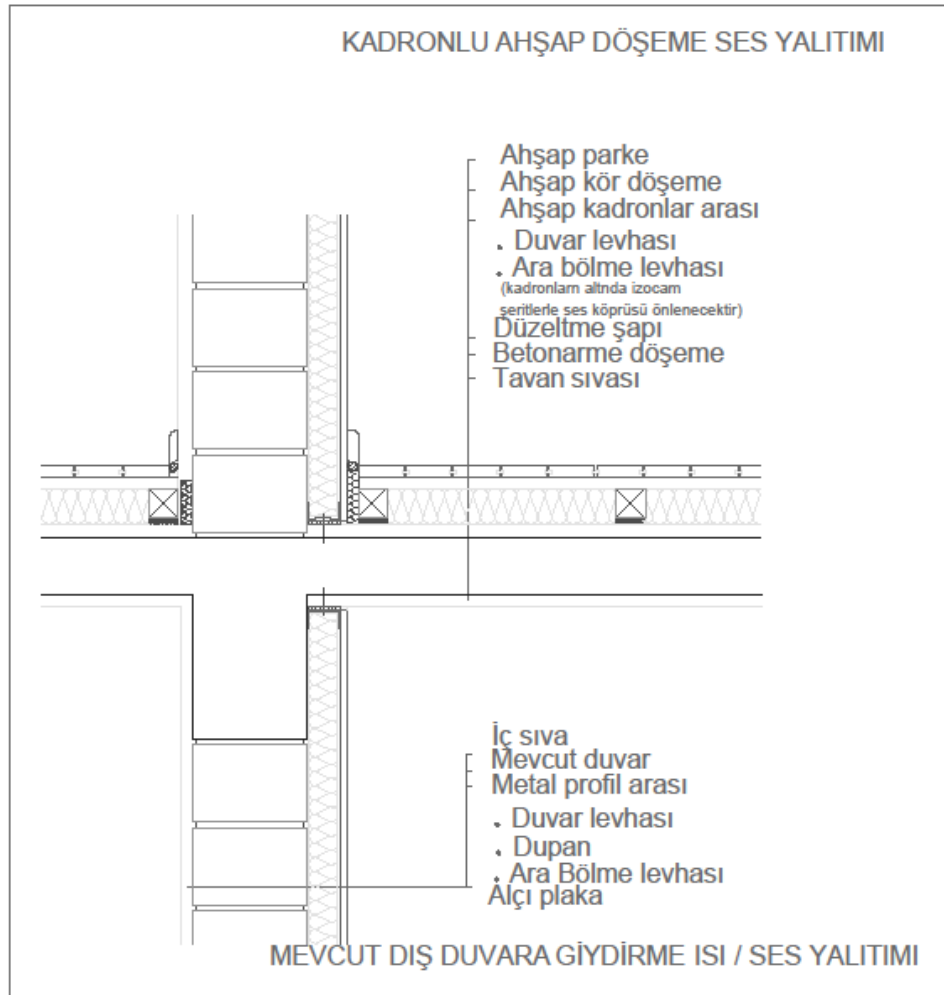 KADRONLU AHŞAP DÖŞEME SES YALITIMI
Ahşap parke
Ahşap kör döşeme
Ahşap kadronlar arası
. Duvar levhası
. Ara bölme levhası
(kadronlam altnda izocam
şeritlerle ses köprüsü önlenecektir)
Düzeltme şapı
Betonarme döşeme
Tavan sıvası
İç sıva
Mevcut duvar
Metal profil arası
. Duvar levhası
. Dupan
. Ara Bölme levhası
Alçı plaka
MEVCUT DIŞ DUVARA GİYDİRME ISI / SES YALITIMI